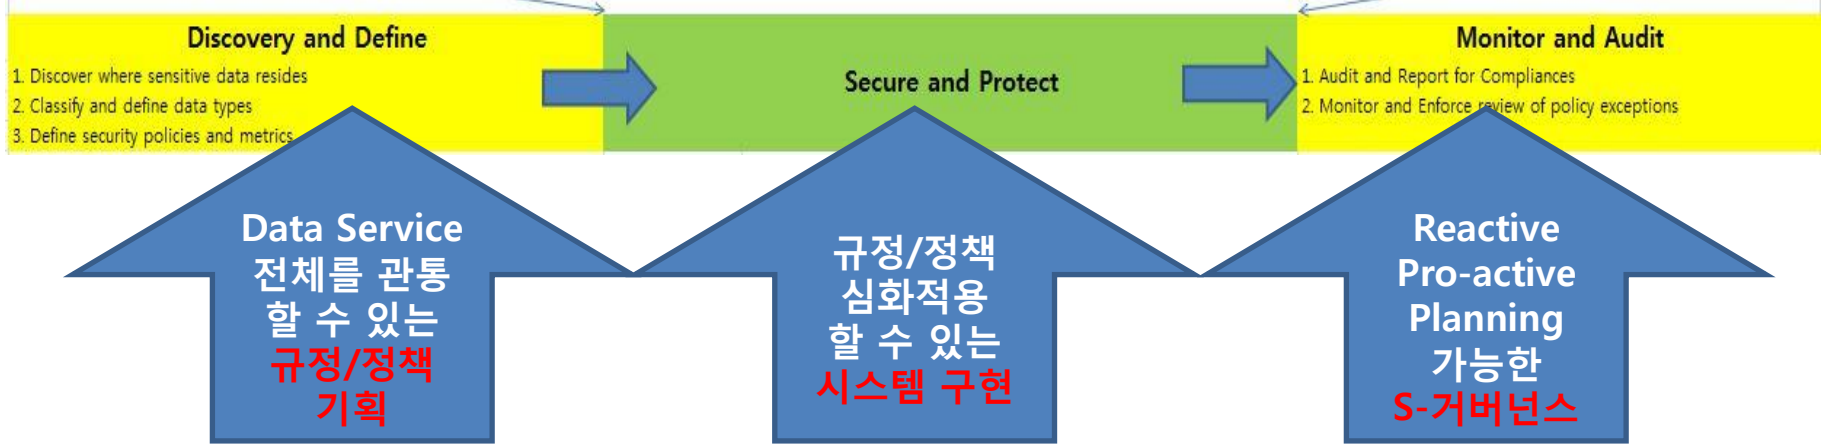 Discovery and Define
1. Discover where sensitive data resides
2. Classify and define data types
3. Define security policies and metrics
Secure and Protect
Monitor and Audit
1. Audit and Report for Compliances
2. Monitor and Enforce review of policy exceptions
Data Service
전체를 관통
할 수 있는
규정/정책
기획
규정/정책
심화적용
할 수 있는
시스템 구현
Reactive
Pro-active
Planning
가능한
S-거버넌스